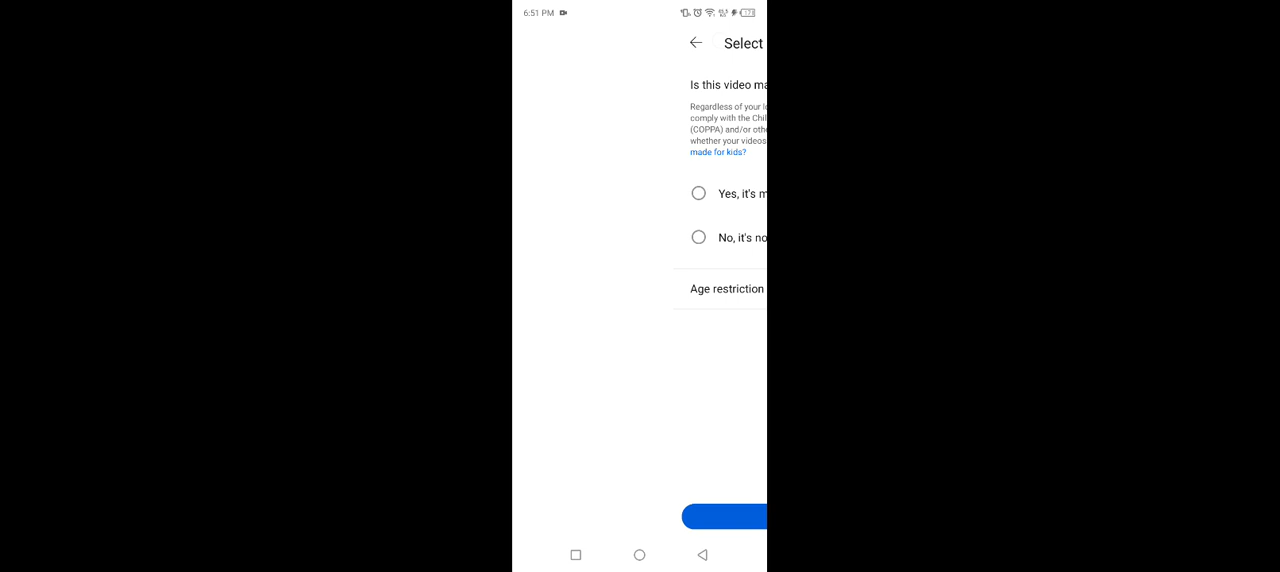 6:51 PM
Select
Is this video ma
Regardless of your
comply with the Chil
(COPPA) and/or othe
whether your videos
made for kids?
Yes, it's m
No, it's no
Age restriction